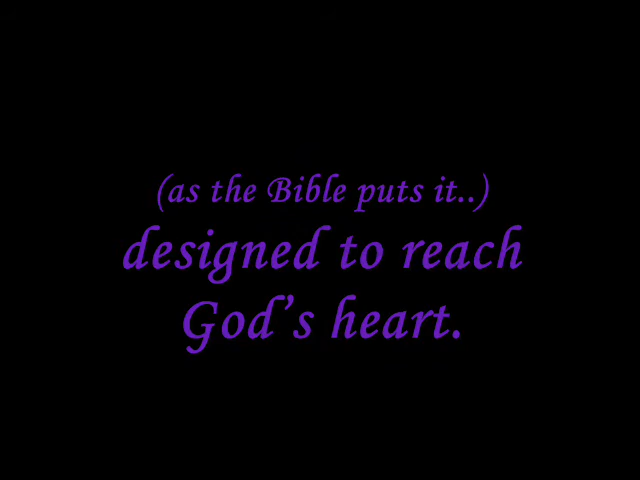 (as the Bible puts it..)
designed to reach
God’s heart.